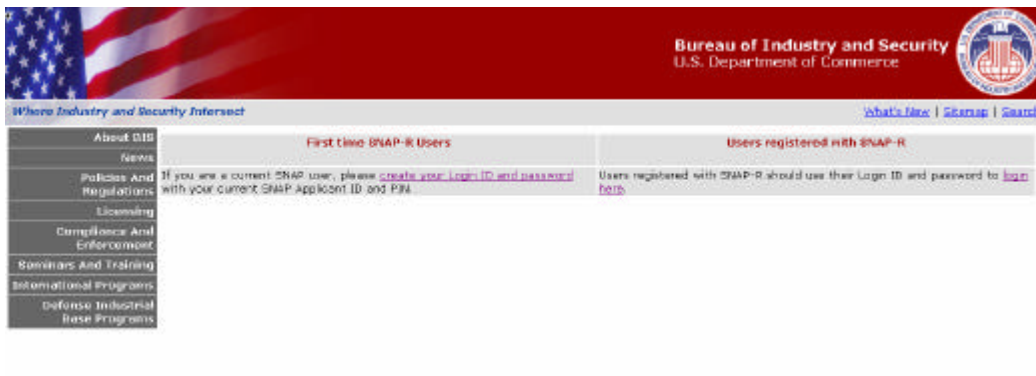 Bureau of Industry and Security
U.S. Department of Commerce
Where Industry and Security Intersect
What's New | Sitemap | Search
About BIS
News
Policies And
Regulations
Licensing
Compliance And
Enforcement
Seminars And Training
International Programs
Defense Industrial
Base Programs
First time SNAP-R Users
If you are a current SNAP user, please create your Login ID and password
with your current SNAP Applicant ID and PIN.
Users registered with SNAP-R
Users registered with SNAP-R should use their Login ID and password to login
here.